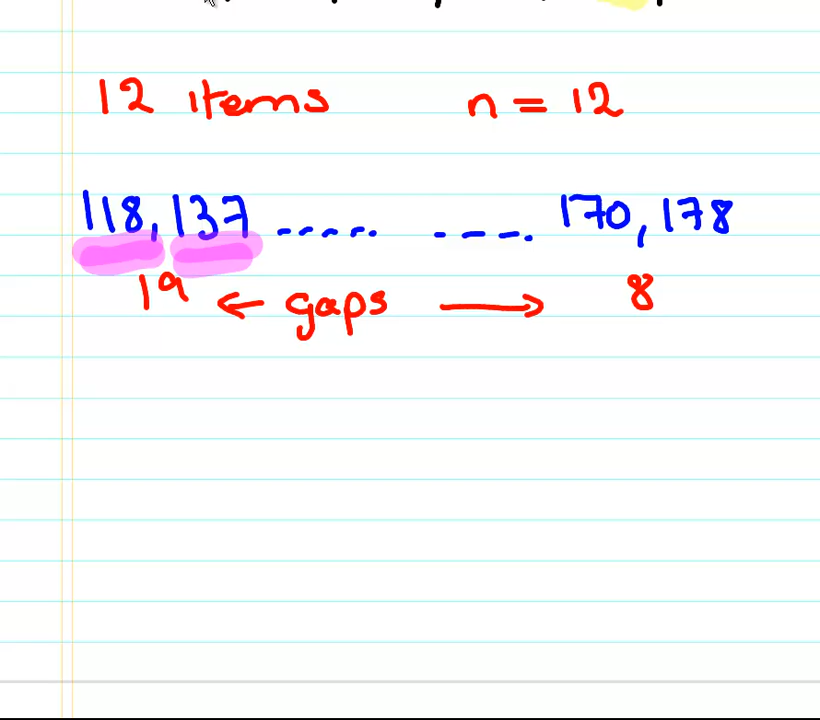 12 items n = 12
118, 137 ..... ----. 170, 178
19 ← gaps → 8